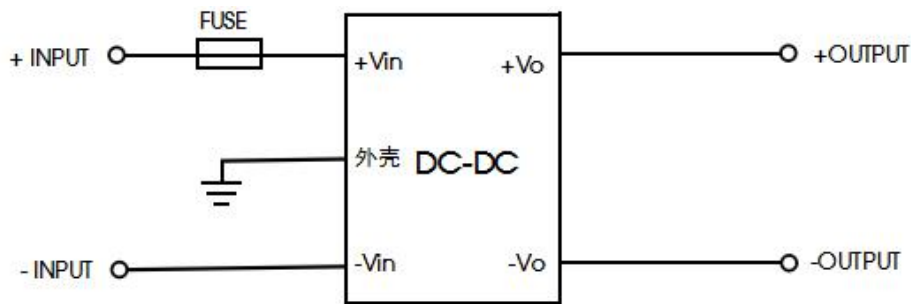 FUSE
+ INPUT
+Vin
+Vo
+OUTPUT
外壳
DC-DC
- INPUT
-Vin
-Vo
-OUTPUT